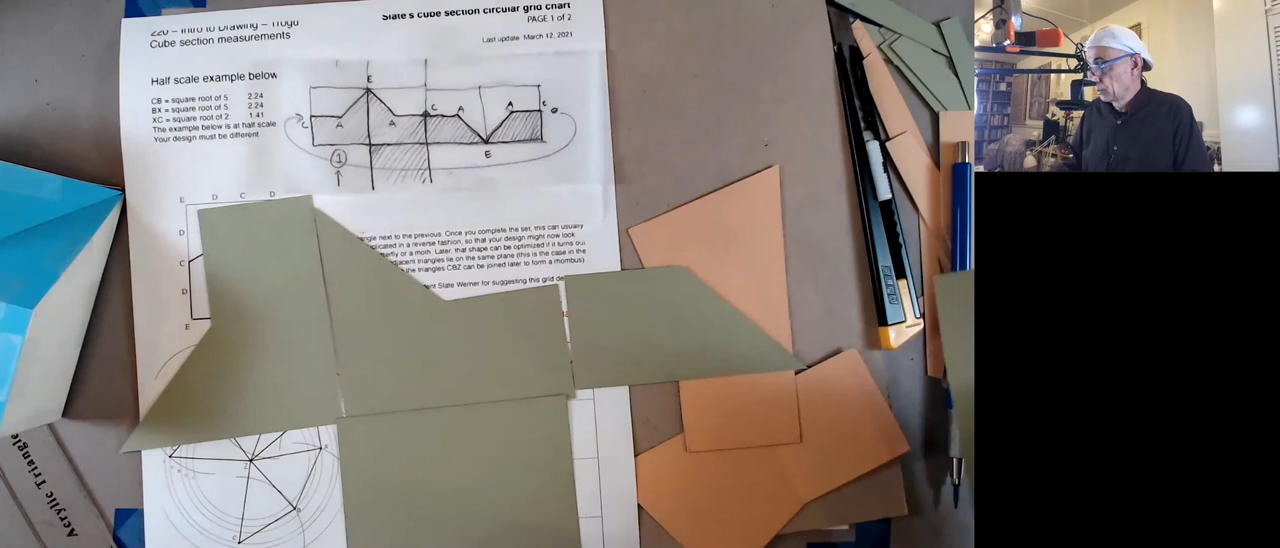 220 – Intro to Drawing – Trogu
Cube section measurements
Slate's cube section circular grid chart
PAGE 1 of 2
Last update March 12, 2021
Half scale example below
CB = square root of 5 2.24
BX = square root of 5 2.24
XC = square root of 2 1.41
The example below is at half scale
Your design must be different
E
C A A C A E A C
1
E D C D
D
C
D
E
ngle next to the previous. Once you complete the set, this can usually
plicated in a reverse fashion, so that your design might now look
erfly or a moth. Later, that shape can be optimized if it turns out
djacent triangles lie on the same plane (this is the case in the
the triangles CBZ can be joined later to form a rhombus)
ent Slate Werner for suggesting this grid de
Z
C
Acrylic Triangle